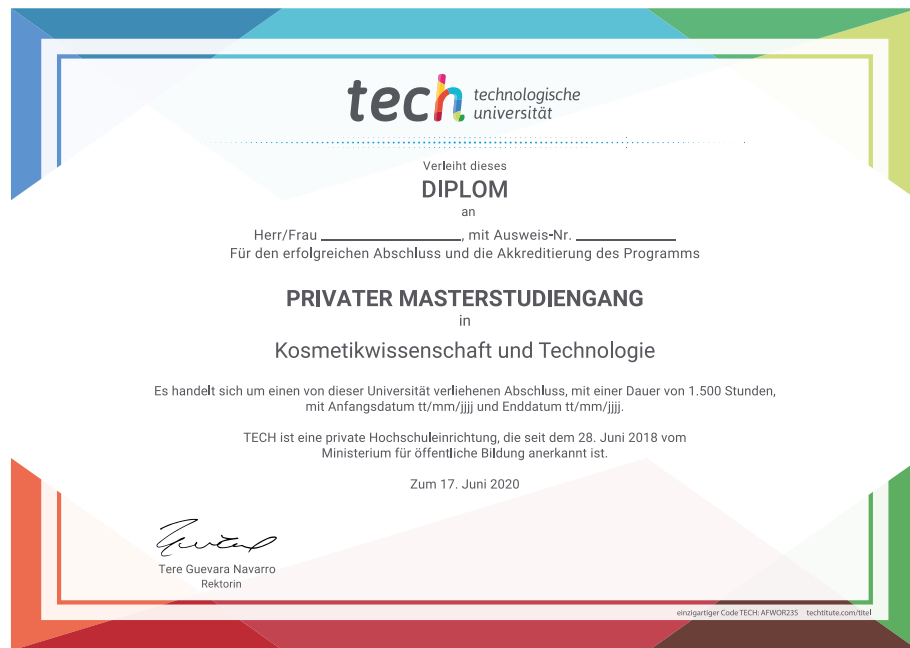 tech technologische
universität
Verleiht dieses
DIPLOM
an
Herr/Frau ____________, mit Ausweis-Nr. ____________
Für den erfolgreichen Abschluss und die Akkreditierung des Programms
PRIVATER MASTERSTUDIENGANG
in
Kosmetikwissenschaft und Technologie
Es handelt sich um einen von dieser Universität verliehenen Abschluss, mit einer Dauer von 1.500 Stunden,
mit Anfangsdatum tt/mm/jjjj und Enddatum tt/mm/jjjj.
TECH ist eine private Hochschuleinrichtung, die seit dem 28. Juni 2018 vom
Ministerium für öffentliche Bildung anerkannt ist.
Zum 17. Juni 2020
Tere Guevara Navarro
Rektorin
einzigartiger Code TECH: AFWOR23S techtitute.com/titel